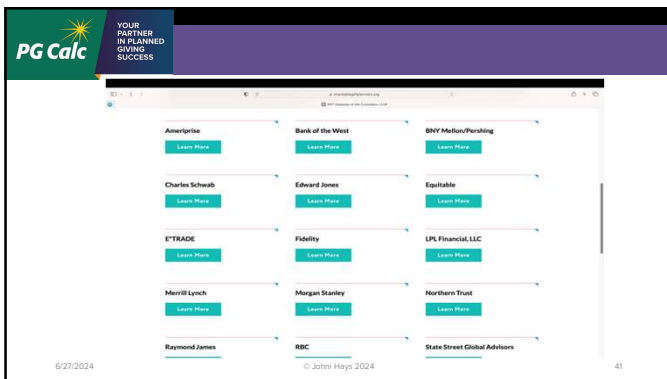 PG Calc
YOUR
PARTNER
IN PLANNED
GIVING
SUCCESS
Ameriprise
Bank of the West
BNY Mellon/Pershing
Learn More
Learn More
Learn More
Charles Schwab
Edward Jones
Equitable
Learn More
Learn More
Learn More
E*TRADE
Fidelity
LPL Financial, LLC
Learn More
Learn More
Learn More
Merrill Lynch
Morgan Stanley
Northern Trust
Learn More
Learn More
Learn More
Raymond James
RBC
State Street Global Advisors
6/27/2024
© Johni Hays 2024
41